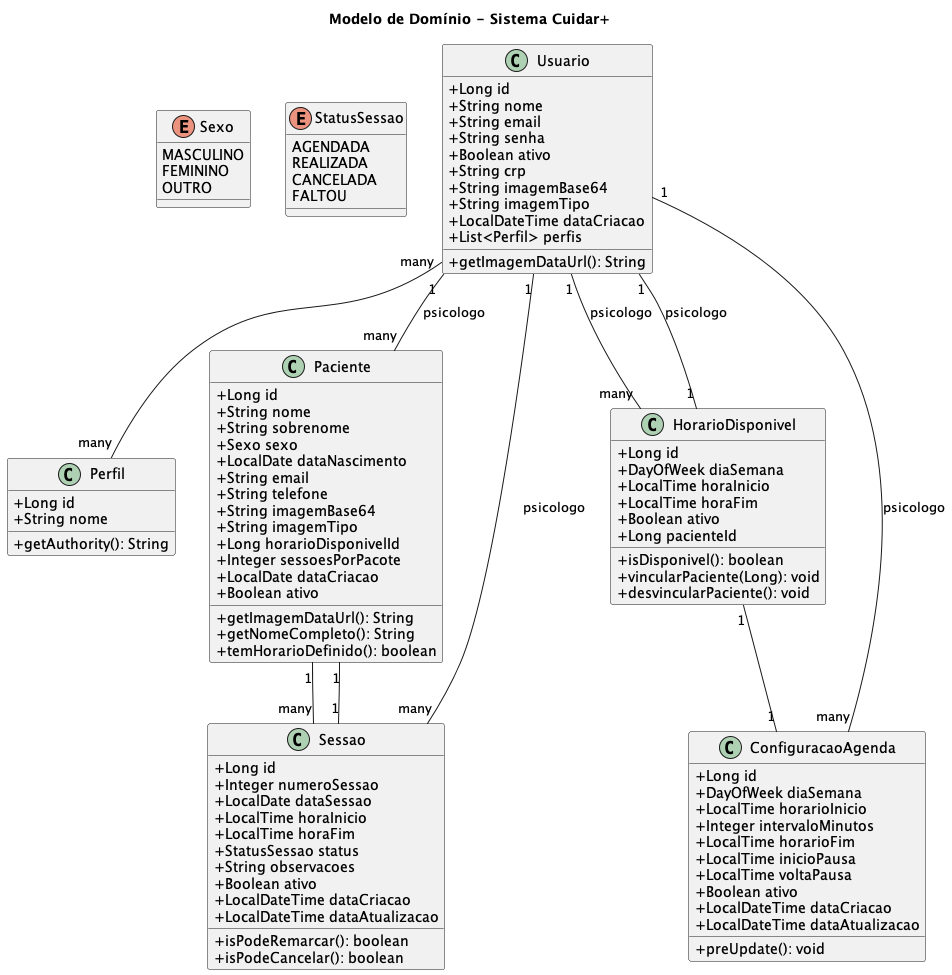 Modelo de Domínio - Sistema Cuidar+
C Usuario
+Long id
+String nome
+String email
+String senha
+Boolean ativo
+String crp
+String imagemBase64
+String imagemTipo
+LocalDateTime dataCriacao
+List<Perfil> perfis
+getImagemDataUrl(): String
E Sexo
MASCULINO
FEMININO
OUTRO
E StatusSessao
AGENDADA
REALIZADA
CANCELADA
FALTOU
1
many
1
1
1
1
psicologo
psicologo
psicologo
many
many
many
1
C Paciente
+Long id
+String nome
+String sobrenome
+Sexo sexo
+LocalDate dataNascimento
+String email
+String telefone
+String imagemBase64
+String imagemTipo
+Long horarioDisponivelId
+Integer sessoesPorPacote
+LocalDate dataCriacao
+Boolean ativo
+getImagemDataUrl(): String
+getNomeCompleto(): String
+temHorarioDefinido(): boolean
C Perfil
+Long id
+String nome
+getAuthority(): String
C HorarioDisponivel
+Long id
+DayOfWeek diaSemana
+LocalTime horaInicio
+LocalTime horaFim
+Boolean ativo
+Long pacienteId
+isDisponivel(): boolean
+vincularPaciente(Long): void
+desvincularPaciente(): void
psicologo
psicologo
1
1
1
many
1
many
1
many
C Sessao
+Long id
+Integer numeroSessao
+LocalDate dataSessao
+LocalTime horaInicio
+LocalTime horaFim
+StatusSessao status
+String observacoes
+Boolean ativo
+LocalDateTime dataCriacao
+LocalDateTime dataAtualizacao
+isPodeRemarcar(): boolean
+isPodeCancelar(): boolean
C ConfiguracaoAgenda
+Long id
+DayOfWeek diaSemana
+LocalTime horarioInicio
+Integer intervaloMinutos
+LocalTime horarioFim
+LocalTime inicioPausa
+LocalTime voltaPausa
+Boolean ativo
+LocalDateTime dataCriacao
+LocalDateTime dataAtualizacao
+preUpdate(): void